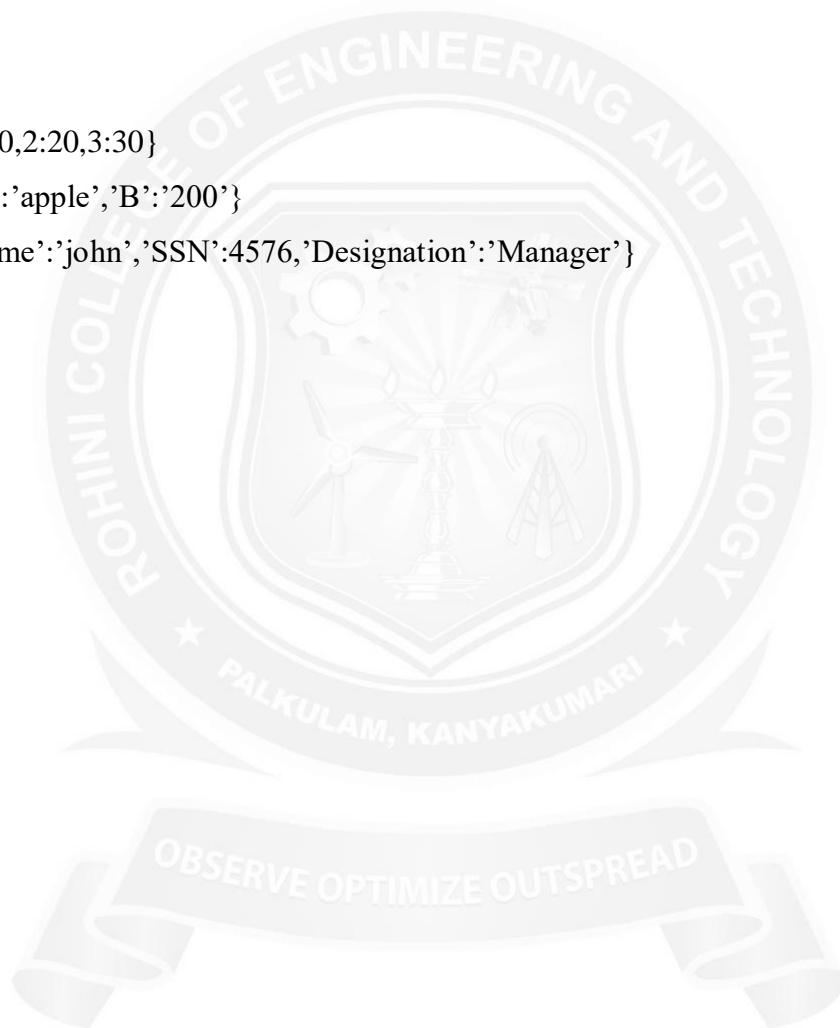 0,2:20,3:30}
:’apple’,’B’:’200’}
me’:’john’,’SSN’:4576,’Designation’:’Manager’}
ROHINI COLLEGE OF ENGINEERING AND TECHNOLOGY
PALKULAM, KANYAKUMARI
OBSERVE OPTIMIZE OUTSPREAD